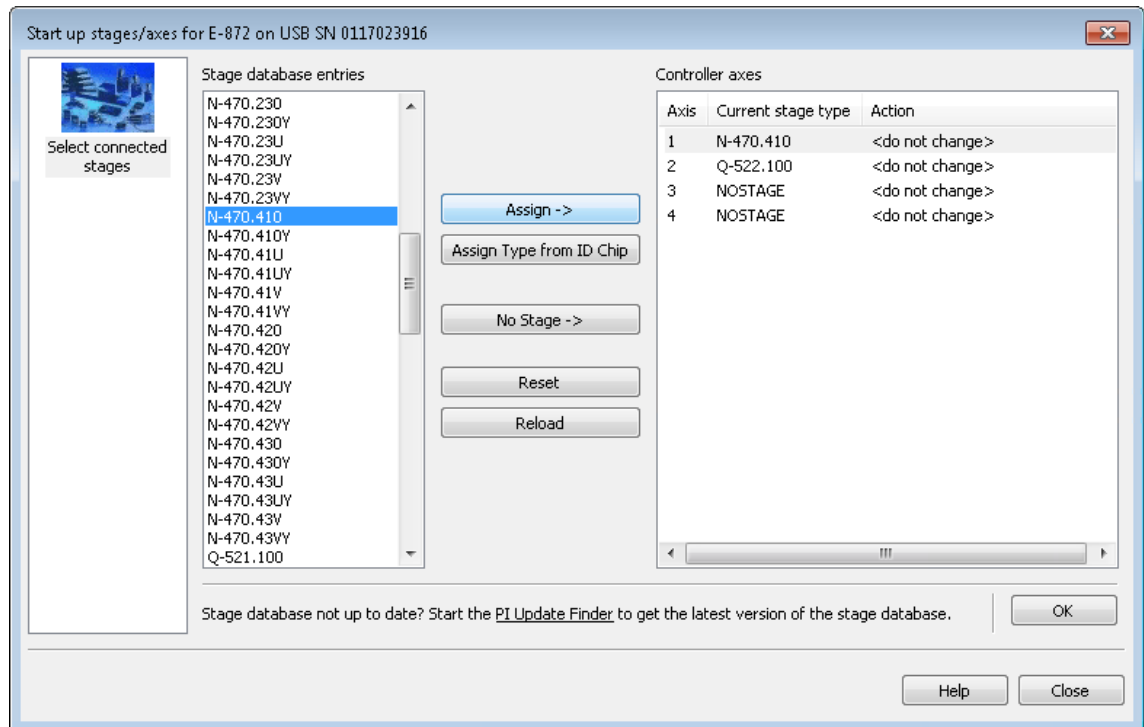 Start up stages/axes for E-872 on USB SN 0117023916
Select connected
stages
Stage database entries
N-470.230
N-470.230Y
N-470.23U
N-470.23UY
N-470.23V
N-470.23VY
N-470.410
N-470.410Y
N-470.41U
N-470.41UY
N-470.41V
N-470.41VY
N-470.420
N-470.420Y
N-470.42U
N-470.42UY
N-470.42V
N-470.42VY
N-470.430
N-470.430Y
N-470.43U
N-470.43UY
N-470.43V
N-470.43VY
Q-521.100
Assign ->
Assign Type from ID Chip
No Stage ->
Reset
Reload
Controller axes
Axis Current stage type Action
1 N-470.410 <do not change>
2 Q-522.100 <do not change>
3 NOSTAGE <do not change>
4 NOSTAGE <do not change>
Stage database not up to date? Start the PI Update Finder to get the latest version of the stage database.
OK
Help
Close